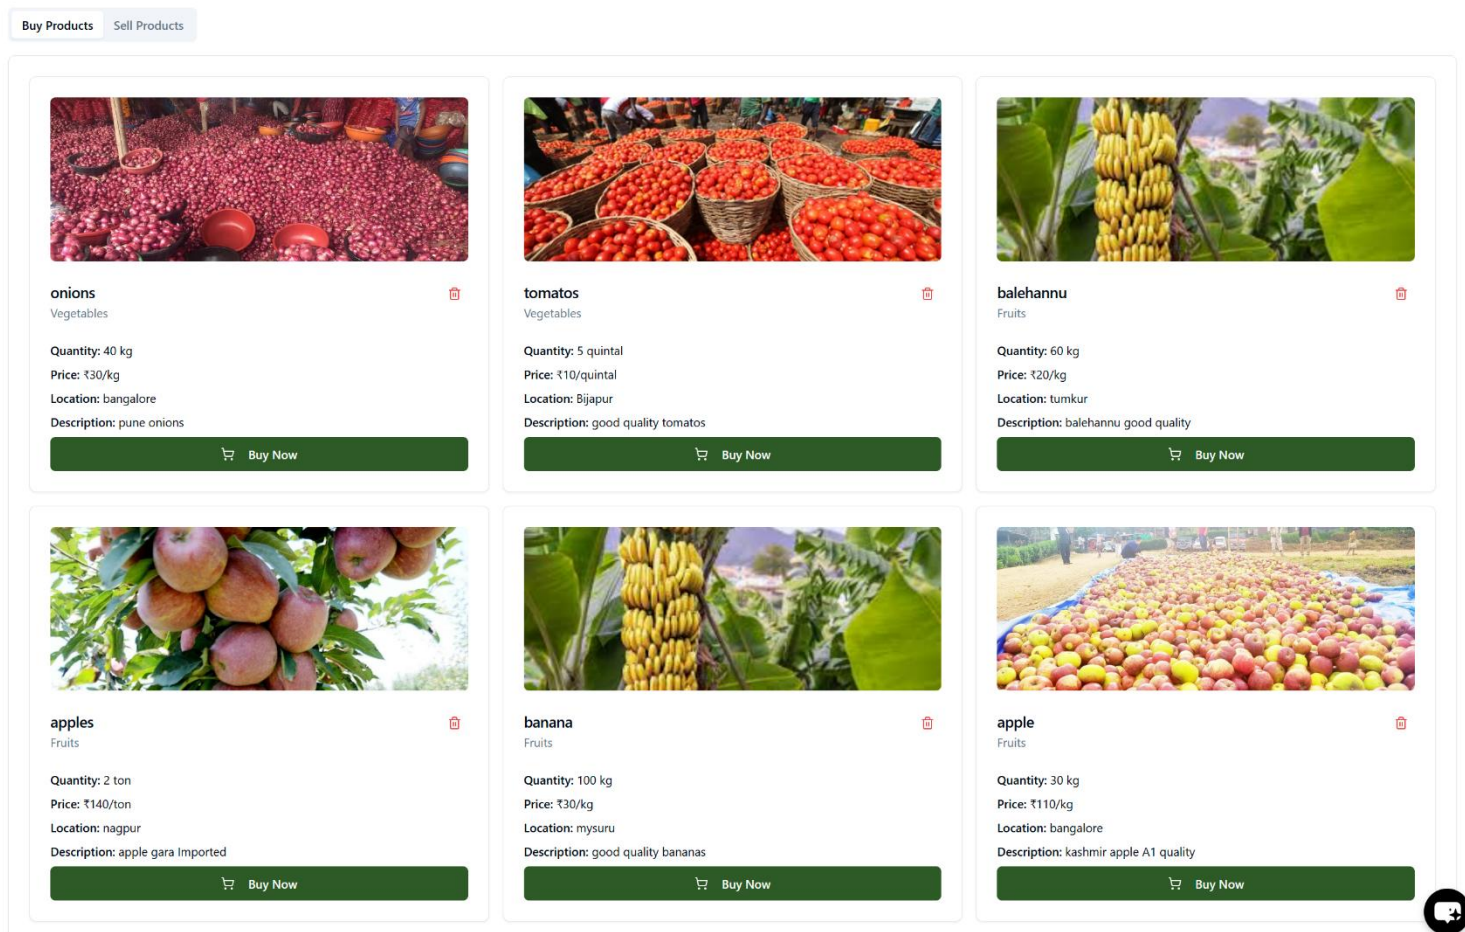 Buy Products
Sell Products
onions
Vegetables
Quantity: 40 kg
Price: ₹30/kg
Location: bangalore
Description: pune onions
Buy Now
tomatos
Vegetables
Quantity: 5 quintal
Price: ₹10/quintal
Location: Bijapur
Description: good quality tomatos
Buy Now
balehannu
Fruits
Quantity: 60 kg
Price: ₹20/kg
Location: tumkur
Description: balehannu good quality
Buy Now
apples
Fruits
Quantity: 2 ton
Price: ₹140/ton
Location: nagpur
Description: apple gara Imported
Buy Now
banana
Fruits
Quantity: 100 kg
Price: ₹30/kg
Location: mysuru
Description: good quality bananas
Buy Now
apple
Fruits
Quantity: 30 kg
Price: ₹110/kg
Location: bangalore
Description: kashmir apple A1 quality
Buy Now